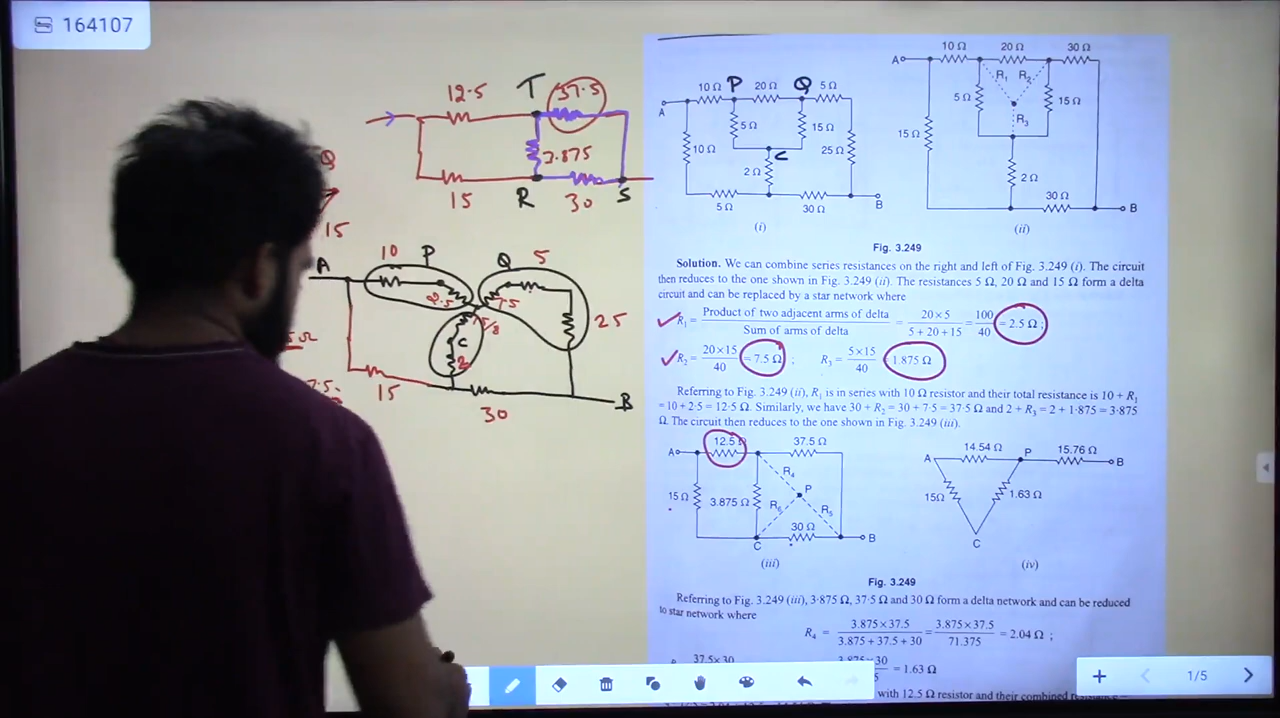 164107
12.5 T 37.5
3.875
15 R 30 S
Q
15
A 10 P Q 5
2.5 7.5
15/8
C
2
25
15
30
B
10 Ω P 20 Ω Q 5 Ω
A
5 Ω 15 Ω
10 Ω C 25 Ω
2 Ω
5 Ω 30 Ω B
(i)
10 Ω 20 Ω 30 Ω
A
R₁ R₂
5 Ω 15 Ω
R₃
15 Ω
2 Ω
30 Ω
B
(ii)
Fig. 3.249
Solution. We can combine series resistances on the right and left of Fig. 3.249 (i). The circuit
then reduces to the one shown in Fig. 3.249 (ii). The resistances 5 Ω, 20 Ω and 15 Ω form a delta
circuit and can be replaced by a star network where
R₁ = Product of two adjacent arms of delta / Sum of arms of delta = 20×5 / 5+20+15 = 100 / 40 = 2.5 Ω ;
R₂ = 20×15 / 40 = 7.5 Ω ; R₃ = 5×15 / 40 = 1.875 Ω
Referring to Fig. 3.249 (ii), R₁ is in series with 10 Ω resistor and their total resistance is 10 + R₁
= 10 + 2.5 = 12.5 Ω. Similarly, we have 30 + R₂ = 30 + 7.5 = 37.5 Ω and 2 + R₃ = 2 + 1.875 = 3.875
Ω. The circuit then reduces to the one shown in Fig. 3.249 (iii).
A 12.5 37.5 Ω
R₄
P
15 Ω 3.875 Ω R₆ R₅
30 Ω
C B
(iii)
A 14.54 Ω P 15.76 Ω B
15Ω 1.63 Ω
C
(iv)
Fig. 3.249
Referring to Fig. 3.249 (iii), 3·875 Ω, 37·5 Ω and 30 Ω form a delta network and can be reduced
to star network where
R₄ = 3.875×37.5 / 3.875+37.5+30 = 3.875×37.5 / 71.375 = 2.04 Ω ;
37.5×30
= 1.63 Ω
with 12.5 Ω resistor and their combined
1/5